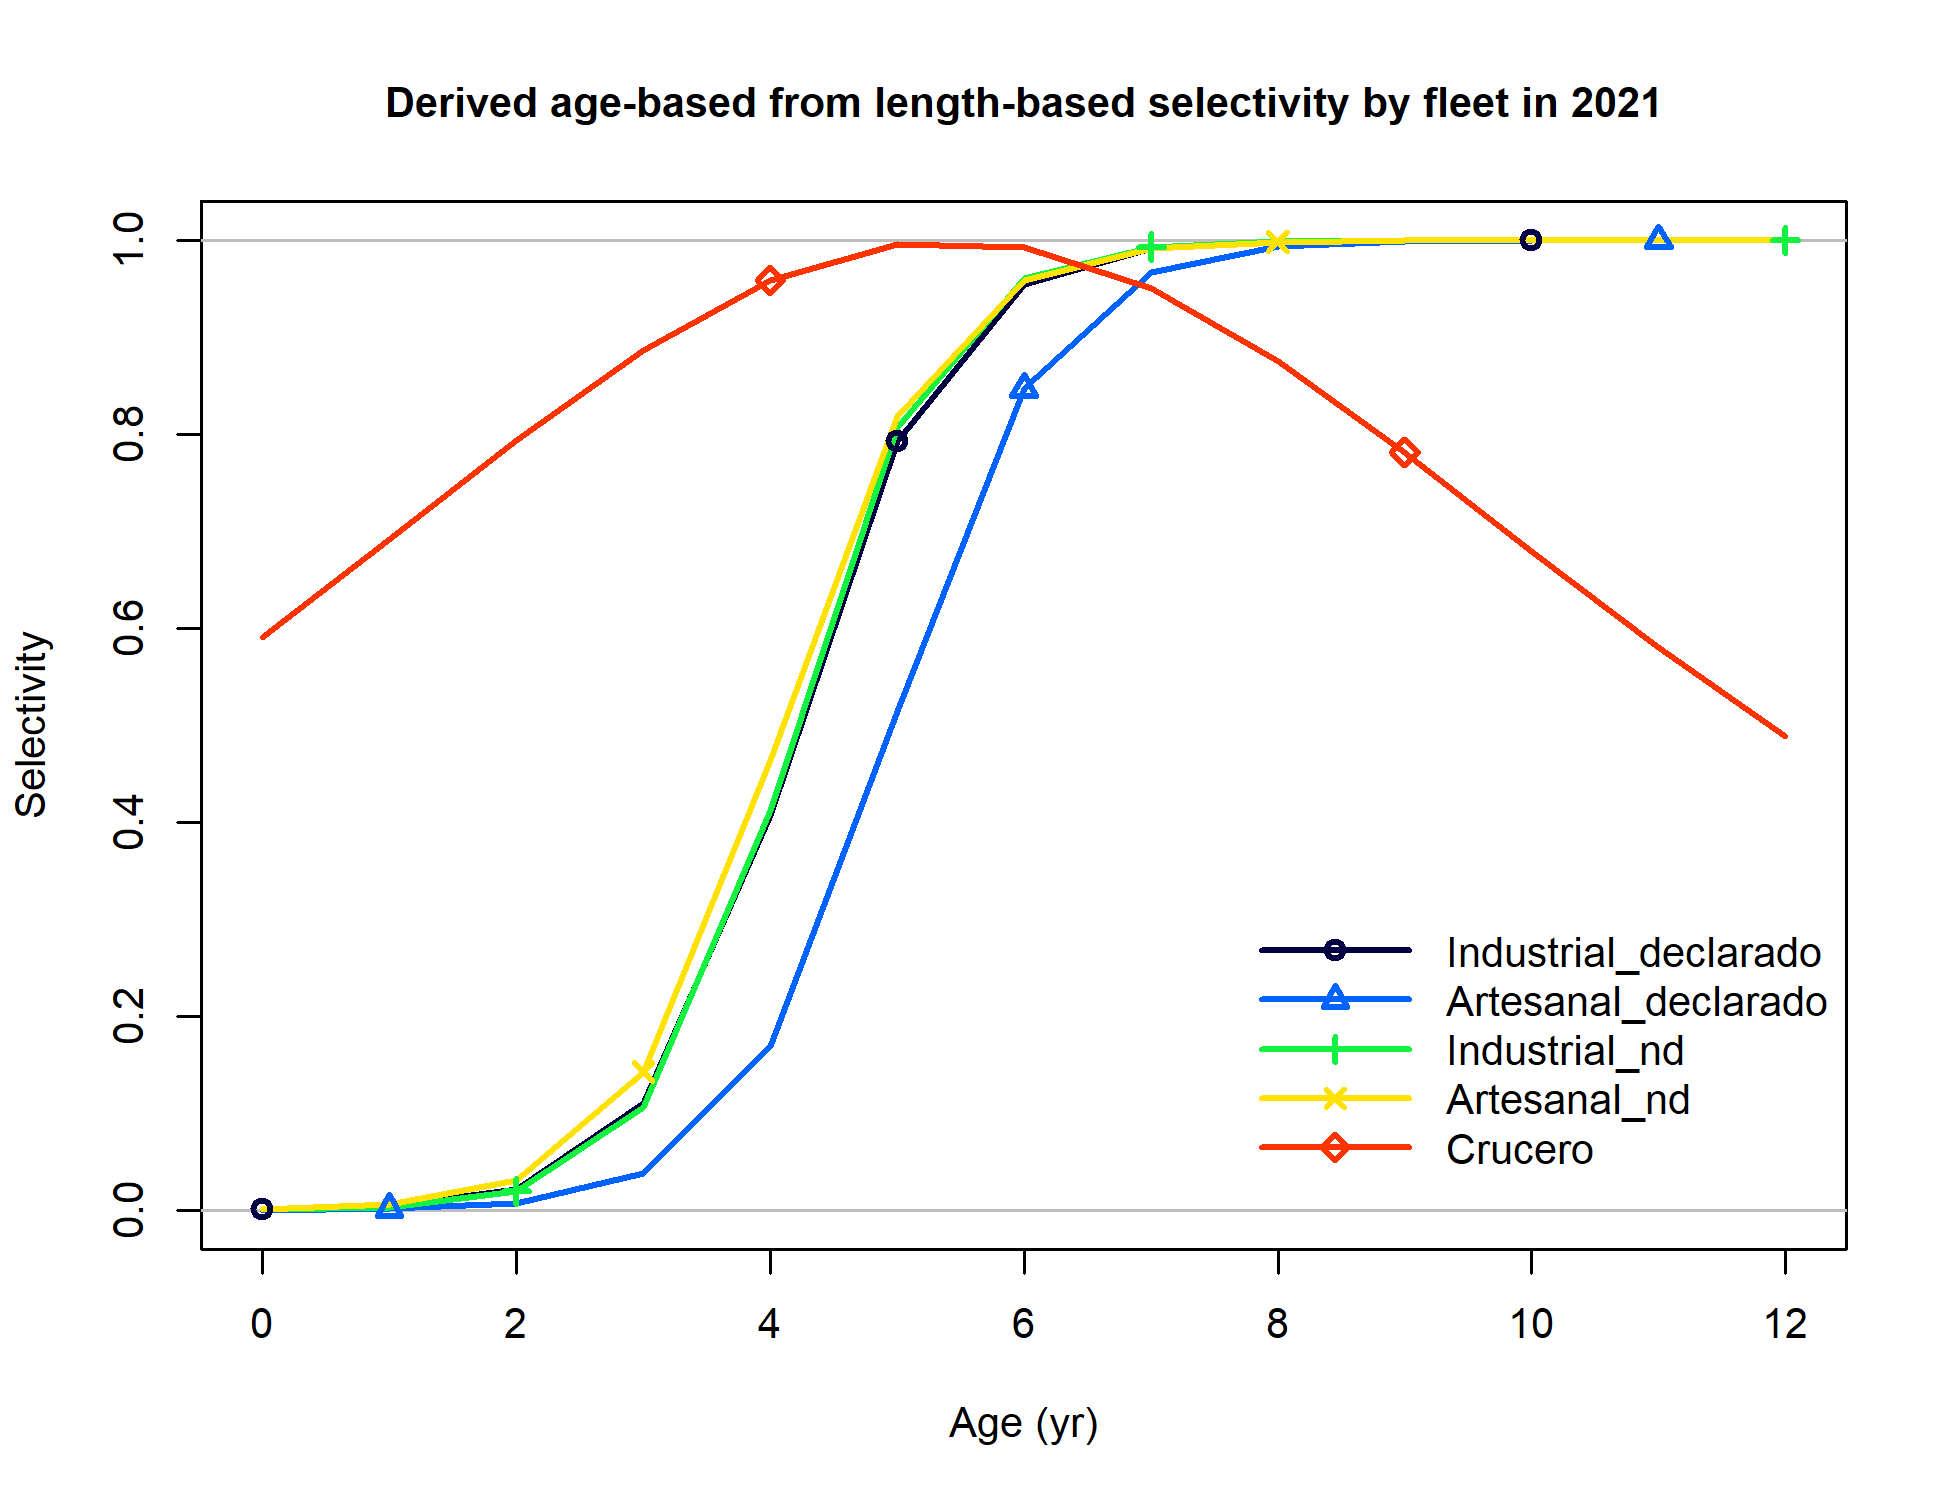 Derived age-based from length-based selectivity by fleet in 2021
Selectivity
1.0
0.8
0.6
0.4
0.2
0.0
Industrial_declarado
Artesanal_declarado
Industrial_nd
Artesanal_nd
Crucero
0 2 4 6 8 10 12
Age (yr)